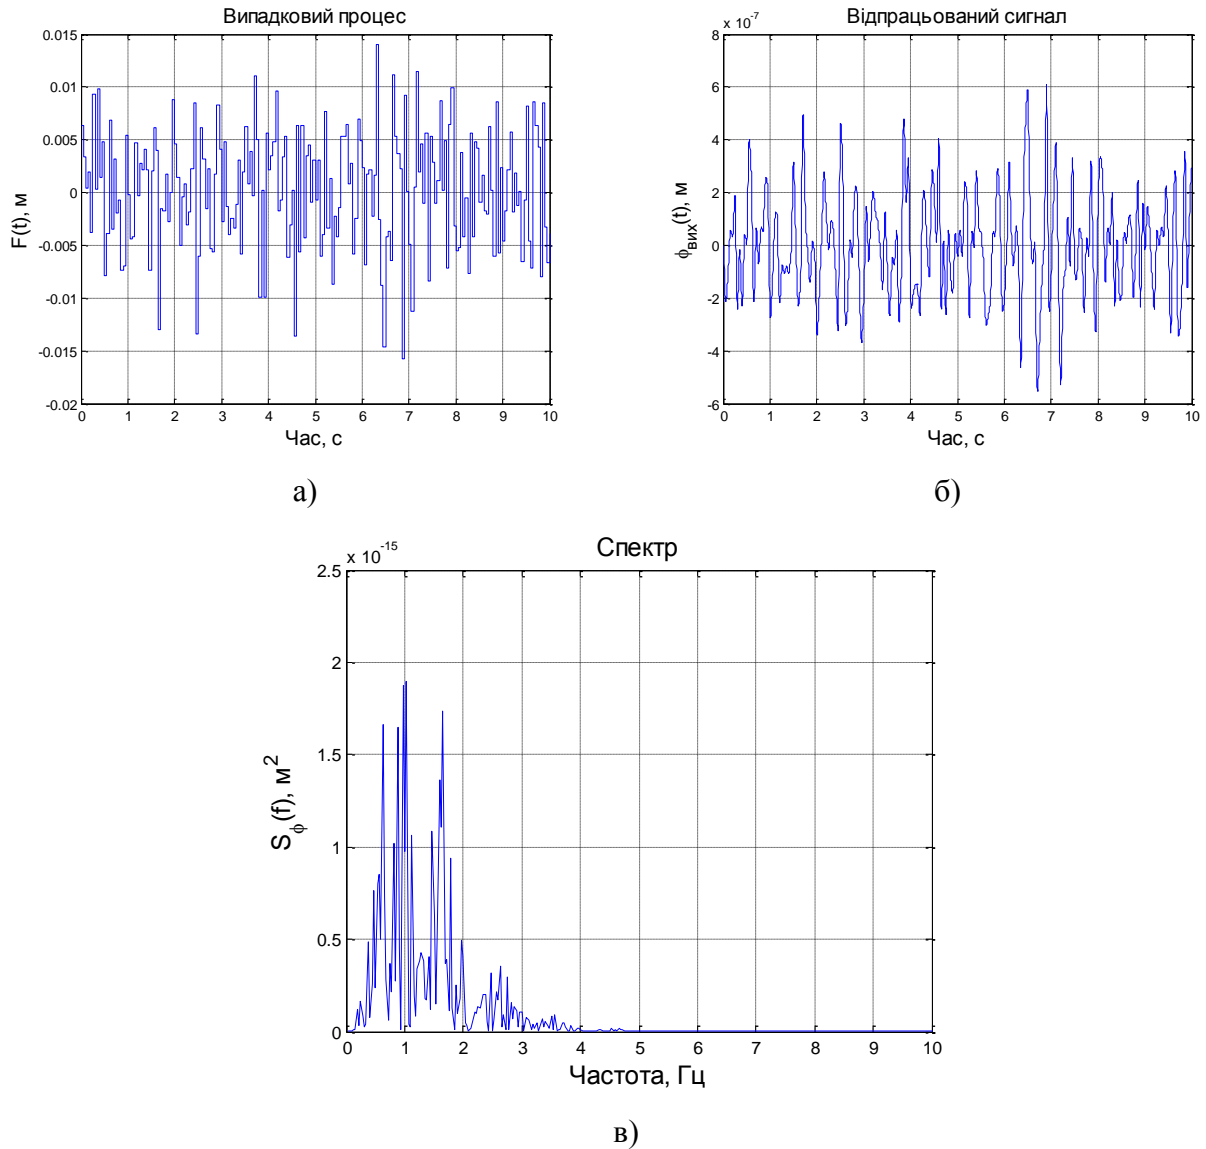 Випадковий процес
0.015
0.01
0.005
0
-0.005
-0.01
-0.015
-0.02
F(t), м
0 1 2 3 4 5 6 7 8 9 10
Час, с
а)
Відпрацьований сигнал
x 10^-7
8
6
4
2
0
-2
-4
-6
ϕвих(t), м
0 1 2 3 4 5 6 7 8 9 10
Час, с
б)
Спектр
x 10^-15
2.5
2
1.5
1
0.5
0
Sϕ(f), м²
0 1 2 3 4 5 6 7 8 9 10
Частота, Гц
в)